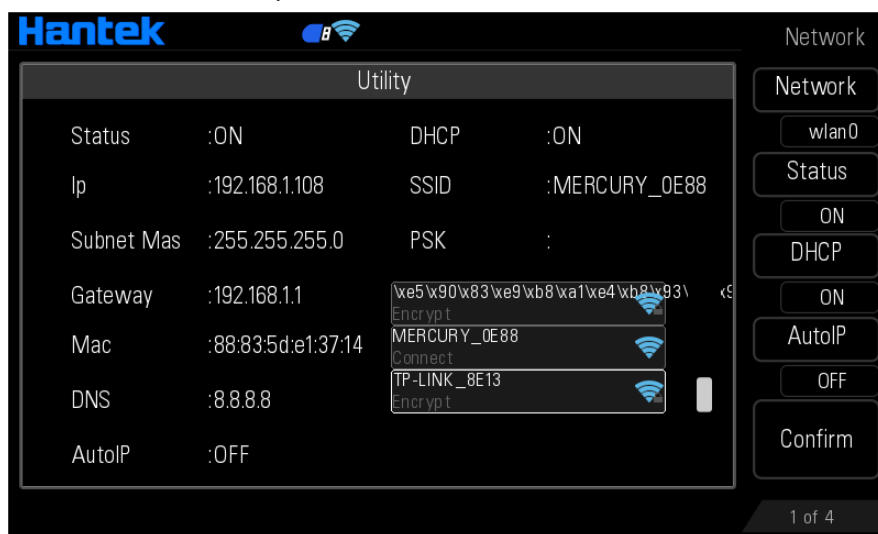 Hantek
Network
Utility
Status :ON DHCP :ON
Ip :192.168.1.108 SSID :MERCURY_0E88
Subnet Mas :255.255.255.0 PSK :
Gateway :192.168.1.1
\xe5\x90\x83\xe9\xb8\xa1\xe4\xb8\x93\
Encrypt
Mac :88:83:5d:e1:37:14
MERCURY_0E88
Connect
DNS :8.8.8.8
TP-LINK_8E13
Encrypt
AutoIP :OFF
Network
wlan0
Status
ON
DHCP
ON
AutoIP
OFF
Confirm
1 of 4